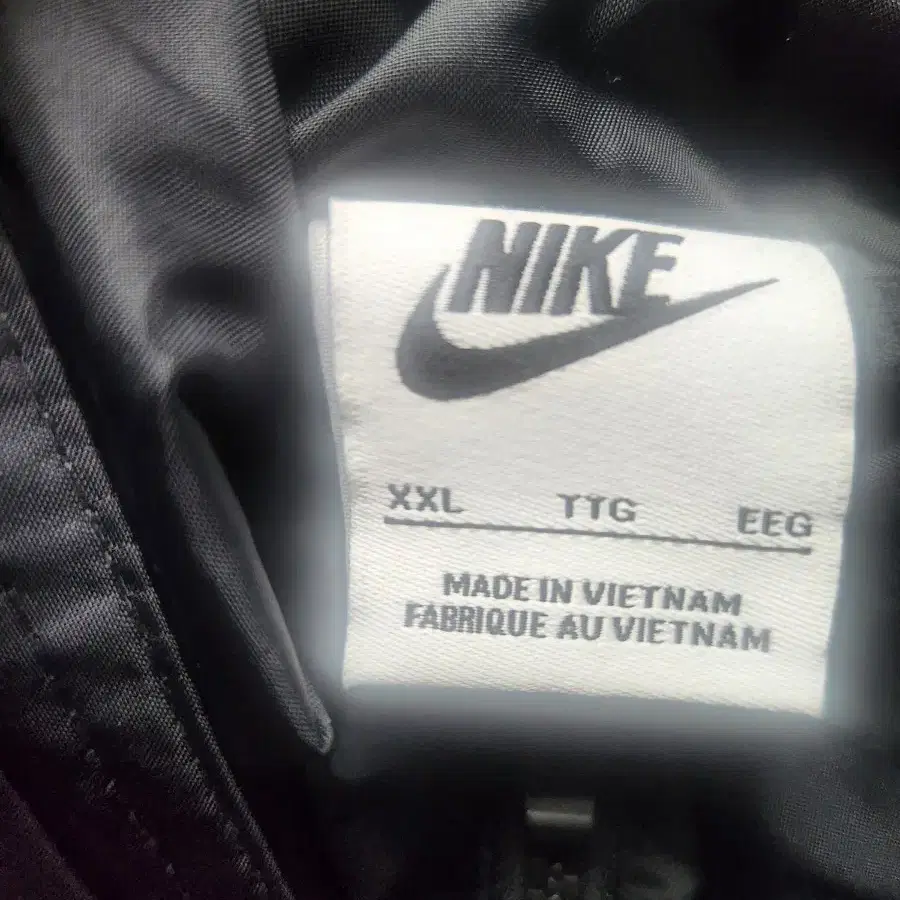 NIKE
XXL TTG EEG
MADE IN VIETNAM
FABRIQUE AU VIETNAM